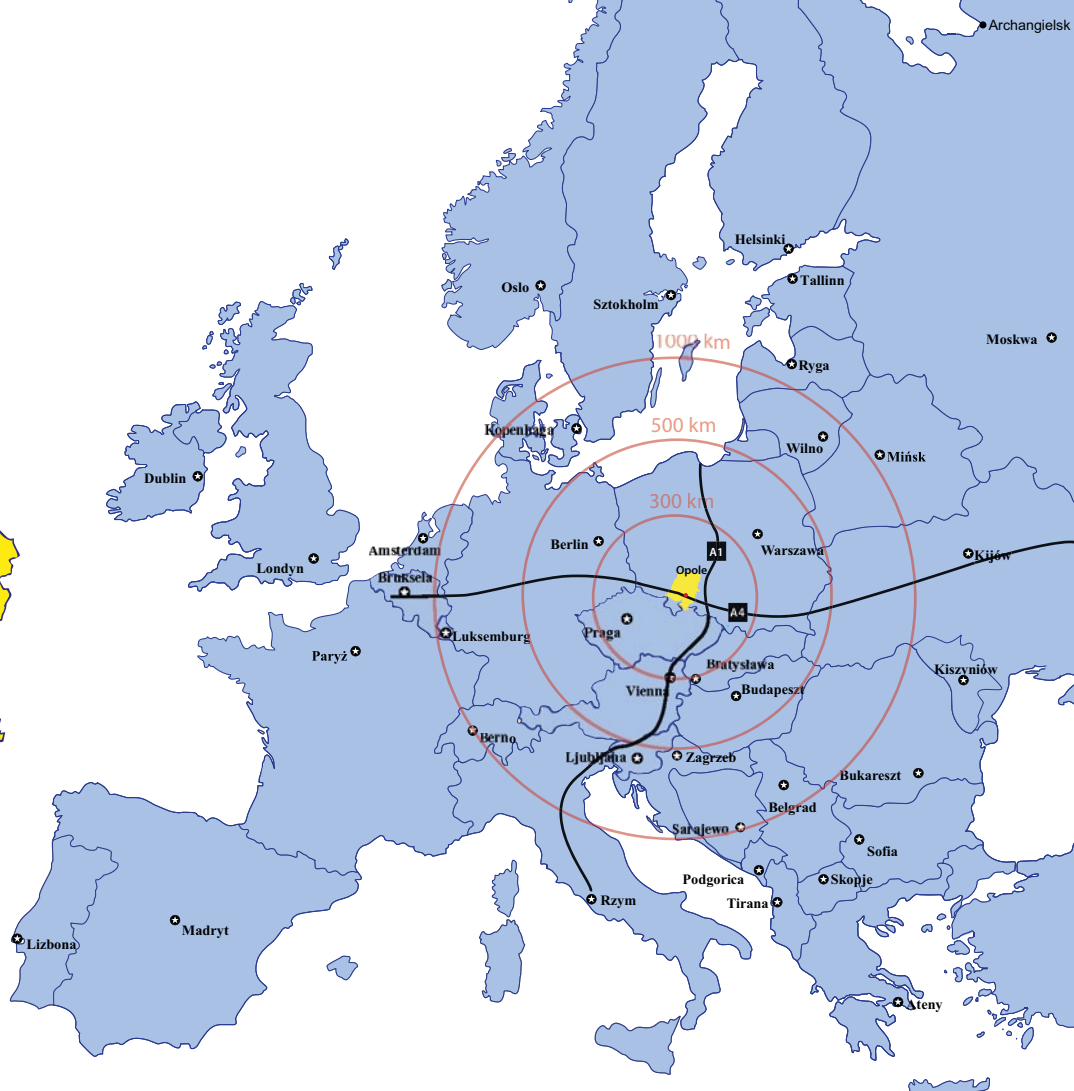 Archangielsk
Helsinki
Tallinn
Oslo
Sztokholm
Moskwa
1000 km
Ryga
500 km
Kopenhaga
Wilno
Mińsk
Dublin
300 km
Amsterdam
Berlin
Warszawa
A1
Kijów
Londyn
Opole
Bruksela
A4
Praga
Luksemburg
Paryż
Bratysława
Kiszyniów
Vienna
Budapeszt
Berno
Ljubljana
Zagrzeb
Bukareszt
Belgrad
Sarajewo
Sofia
Podgorica
Skopje
Rzym
Tirana
Madryt
Lizbona
Ateny